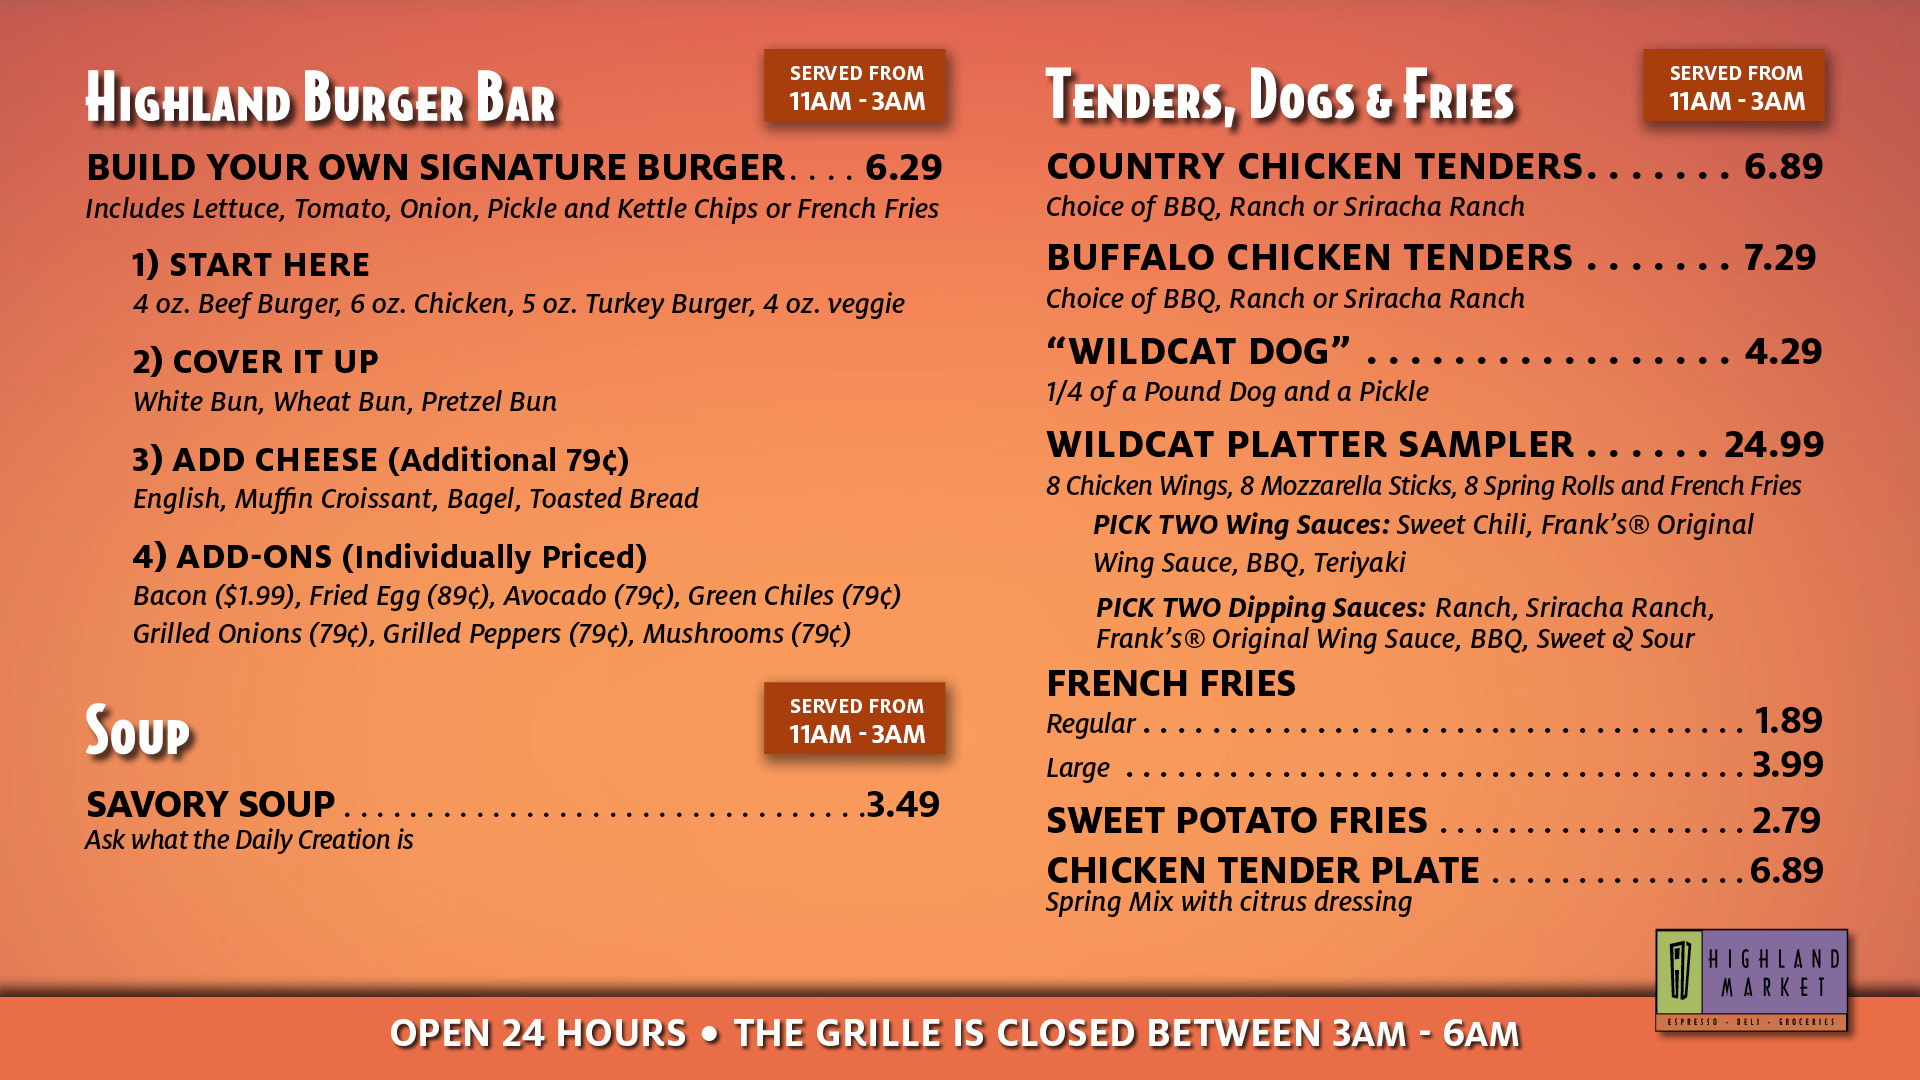 Highland Burger Bar
SERVED FROM
11AM - 3AM
BUILD YOUR OWN SIGNATURE BURGER. . . . 6.29
Includes Lettuce, Tomato, Onion, Pickle and Kettle Chips or French Fries
1) START HERE
4 oz. Beef Burger, 6 oz. Chicken, 5 oz. Turkey Burger, 4 oz. veggie
2) COVER IT UP
White Bun, Wheat Bun, Pretzel Bun
3) ADD CHEESE (Additional 79¢)
English, Muffin Croissant, Bagel, Toasted Bread
4) ADD-ONS (Individually Priced)
Bacon ($1.99), Fried Egg (89¢), Avocado (79¢), Green Chiles (79¢)
Grilled Onions (79¢), Grilled Peppers (79¢), Mushrooms (79¢)
Soup
SERVED FROM
11AM - 3AM
SAVORY SOUP . . . . . . . . . . . . . . . . . . . . . . . . . . . . . . .3.49
Ask what the Daily Creation is
Tenders, Dogs & Fries
SERVED FROM
11AM - 3AM
COUNTRY CHICKEN TENDERS. . . . . . . 6.89
Choice of BBQ, Ranch or Sriracha Ranch
BUFFALO CHICKEN TENDERS . . . . . . . 7.29
Choice of BBQ, Ranch or Sriracha Ranch
“WILDCAT DOG” . . . . . . . . . . . . . . . . . 4.29
1/4 of a Pound Dog and a Pickle
WILDCAT PLATTER SAMPLER . . . . . . 24.99
8 Chicken Wings, 8 Mozzarella Sticks, 8 Spring Rolls and French Fries
PICK TWO Wing Sauces: Sweet Chili, Frank’s® Original
Wing Sauce, BBQ, Teriyaki
PICK TWO Dipping Sauces: Ranch, Sriracha Ranch,
Frank’s® Original Wing Sauce, BBQ, Sweet & Sour
FRENCH FRIES
Regular . . . . . . . . . . . . . . . . . . . . . . . . . . . . . . . . . . 1.89
Large . . . . . . . . . . . . . . . . . . . . . . . . . . . . . . . . . . . 3.99
SWEET POTATO FRIES . . . . . . . . . . . . . . . . . . 2.79
CHICKEN TENDER PLATE . . . . . . . . . . . . . . . 6.89
Spring Mix with citrus dressing
HIGHLAND
MARKET
ESPRESSO - DELI - GROCERIES
OPEN 24 HOURS • THE GRILLE IS CLOSED BETWEEN 3AM - 6AM